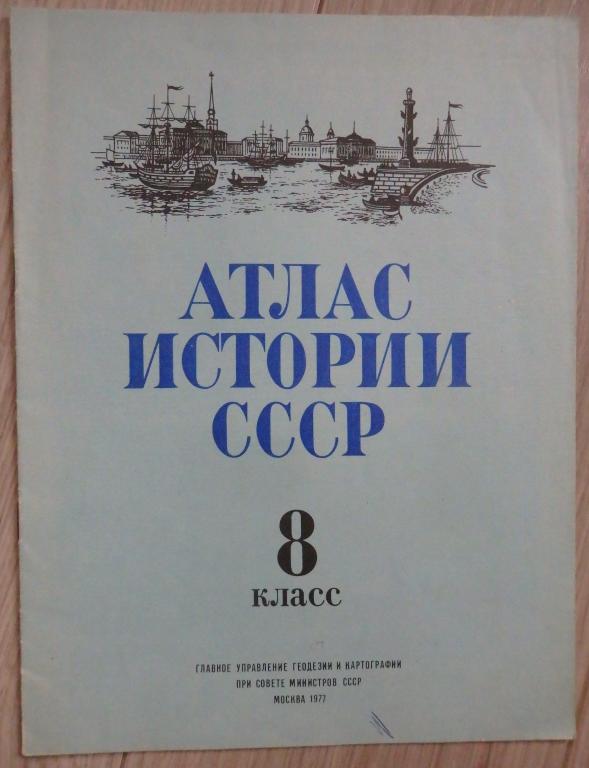 АТЛАС
ИСТОРИИ
СССР
8
класс
ГЛАВНОЕ УПРАВЛЕНИЕ ГЕОДЕЗИИ И КАРТОГРАФИИ
ПРИ СОВЕТЕ МИНИСТРОВ СССР
МОСКВА 1977